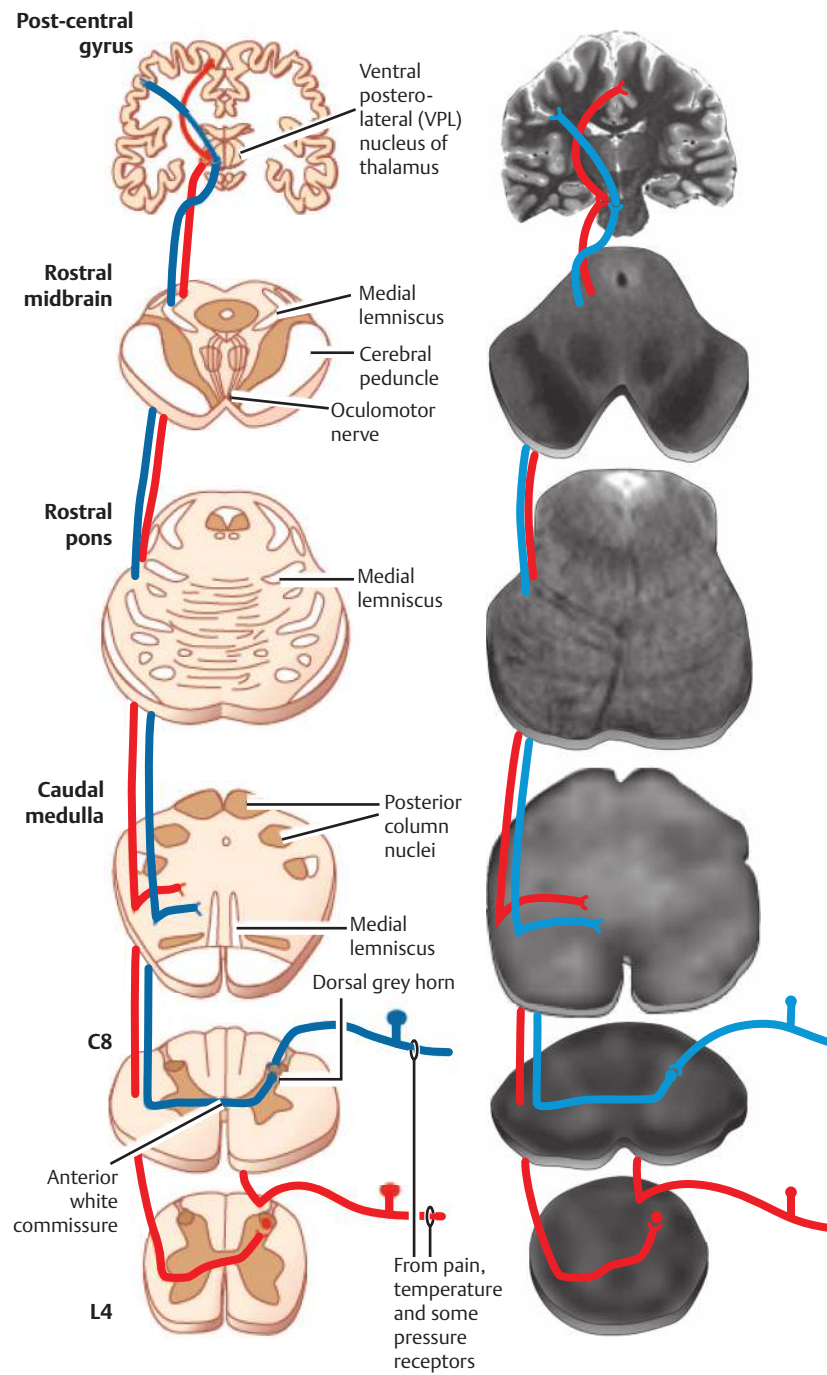 Post-central
gyrus
Ventral
postero-
lateral (VPL)
nucleus of
thalamus
Rostral
midbrain
Medial
lemniscus
Cerebral
peduncle
Oculomotor
nerve
Rostral
pons
Medial
lemniscus
Caudal
medulla
Posterior
column
nuclei
Medial
lemniscus
Dorsal grey horn
C8
Anterior
white
commissure
L4
From pain,
temperature
and some
pressure
receptors